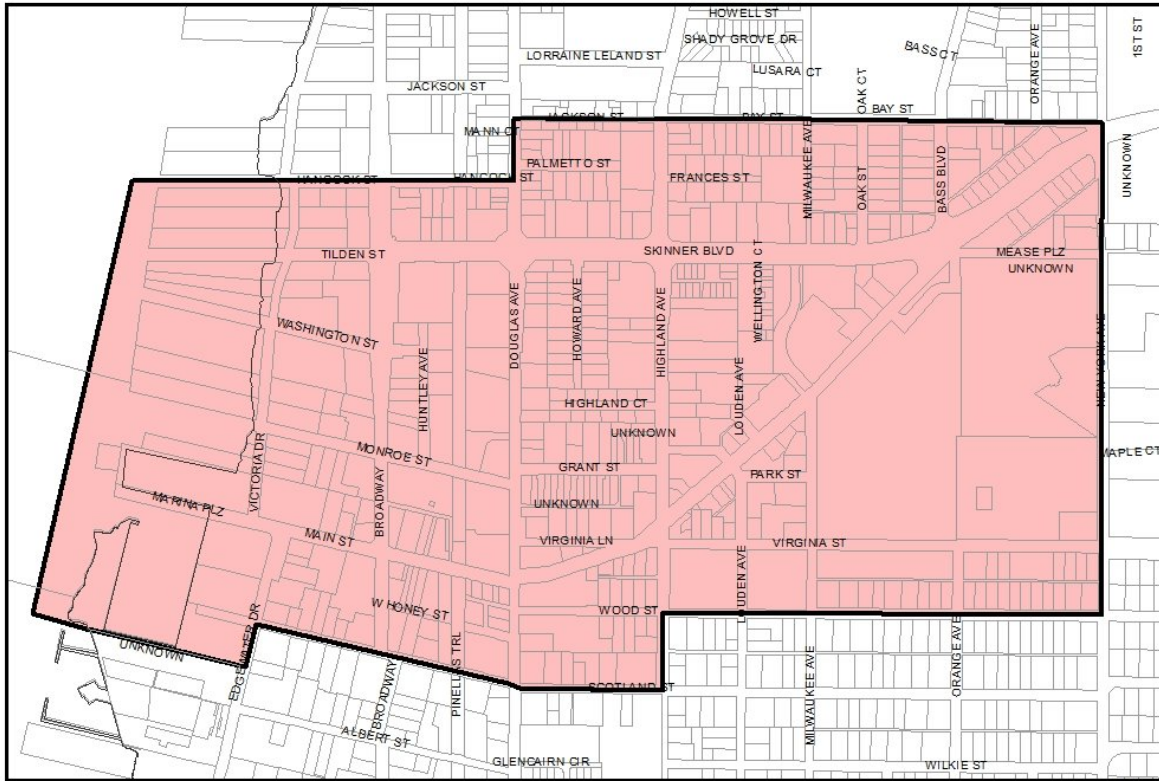 HOWELL ST
SHADY GROVE DR
1ST ST
ORANGE AVE
BASS CT
LORRAINE LELAND ST
LUSARA CT
OAK CT
JACKSON ST
BAY ST
JACKSON ST
BAY ST
MANN CT
MILWAUKEE AVE
UNKNOWN
PALMETTO ST
FRANCES ST
OAK ST
BASS BLVD
HANCOCK ST
HANCOCK ST
TILDEN ST
SKINNER BLVD
WELLINGTON CT
MEASE PLZ
UNKNOWN
WASHINGTON ST
HUNTLEY AVE
DOUGLAS AVE
HOWARD AVE
HIGHLAND AVE
LOUDEN AVE
NEW YORK AVE
HIGHLAND CT
UNKNOWN
MONROE ST
VICTORIA DR
MAPLE CT
GRANT ST
PARK ST
BROADWAY
MARINA PLZ
UNKNOWN
MAIN ST
VIRGINIA LN
VIRGINIA ST
LOUDEN AVE
W HONEY ST
WOOD ST
EDGEWATER DR
UNKNOWN
PINELLAS TRL
BROADWAY
MILWAUKEE AVE
ORANGE AVE
SCOTLAND ST
ALBERT ST
GLENCAIRN CIR
WILKIE ST